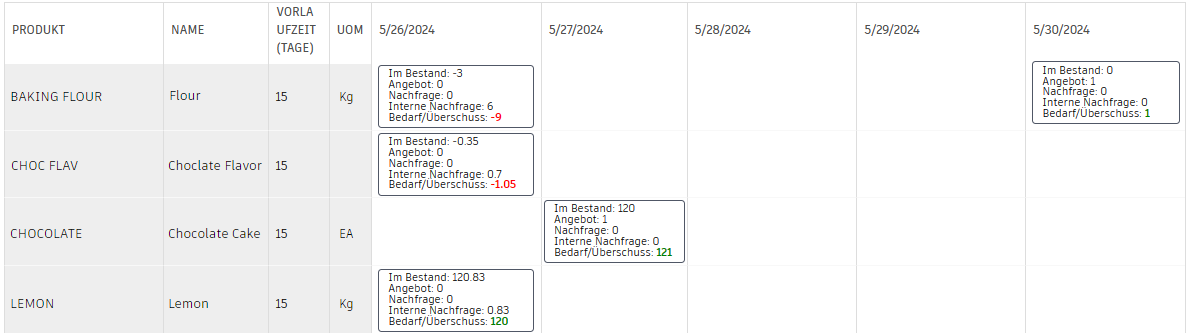 PRODUKT NAME VORLA UFZEIT (TAGE) UOM 5/26/2024 5/27/2024 5/28/2024 5/29/2024 5/30/2024
BAKING FLOUR Flour 15 Kg
Im Bestand: -3
Angebot: 0
Nachfrage: 0
Interne Nachfrage: 6
Bedarf/Überschuss: -9
Im Bestand: 0
Angebot: 1
Nachfrage: 0
Interne Nachfrage: 0
Bedarf/Überschuss: 1
CHOC FLAV Choclate Flavor 15
Im Bestand: -0.35
Angebot: 0
Nachfrage: 0
Interne Nachfrage: 0.7
Bedarf/Überschuss: -1.05
CHOCOLATE Chocolate Cake 15 EA
Im Bestand: 120
Angebot: 1
Nachfrage: 0
Interne Nachfrage: 0
Bedarf/Überschuss: 121
LEMON Lemon 15 Kg
Im Bestand: 120.83
Angebot: 0
Nachfrage: 0
Interne Nachfrage: 0.83
Bedarf/Überschuss: 120